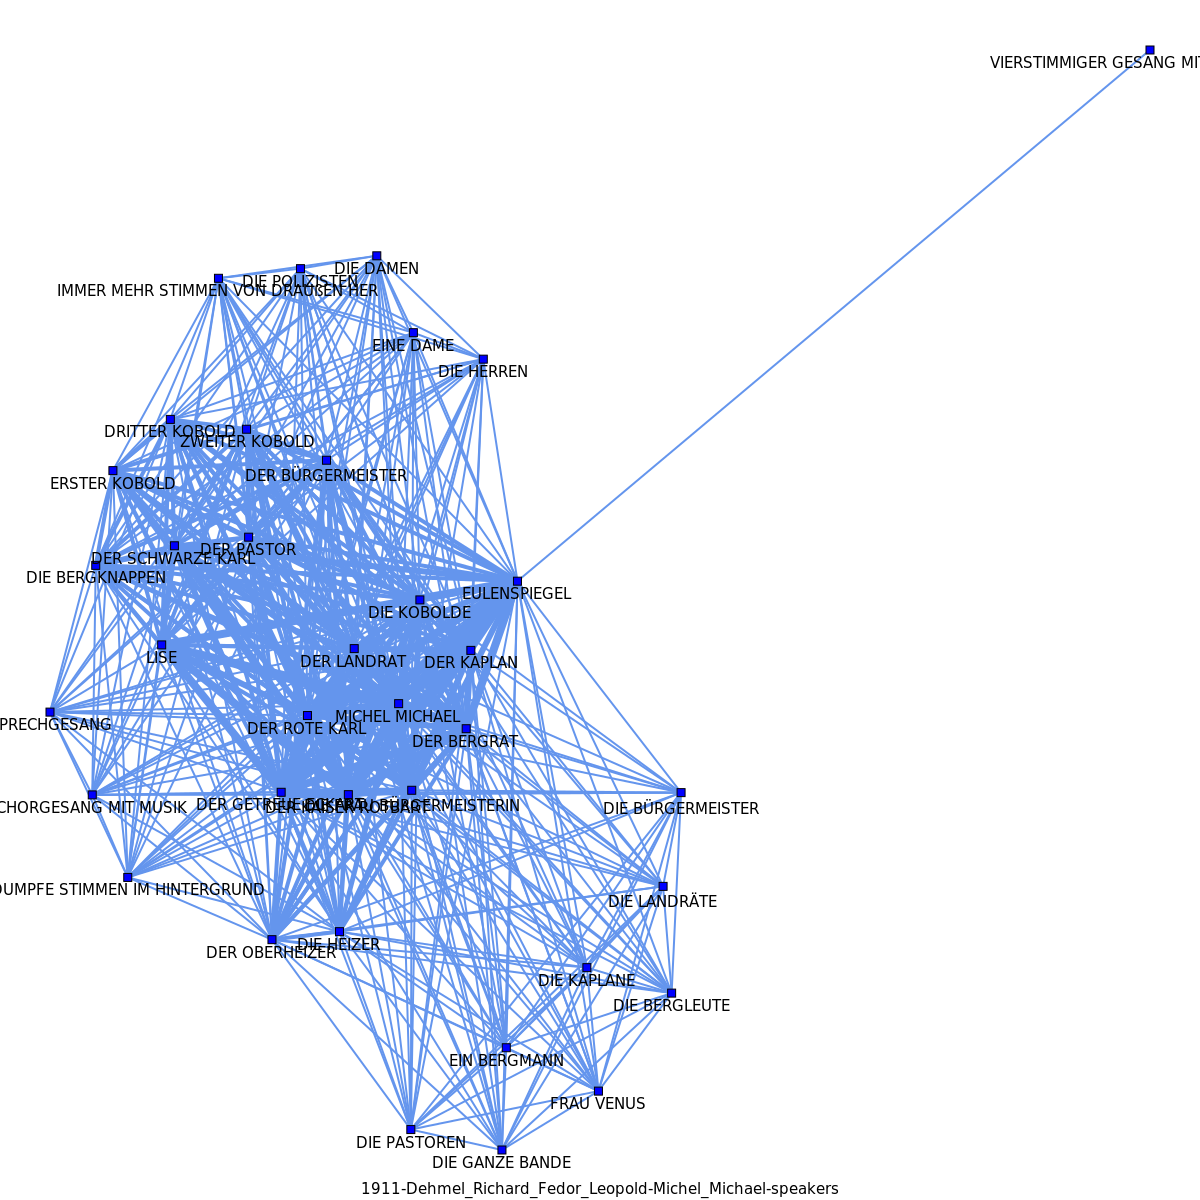 VIERSTIMMIGER GESANG MIT
DIE DAMEN
DIE POLIZISTEN
IMMER MEHR STIMMEN VON DRAUßEN HER
EINE DAME
DIE HERREN
DRITTER KOBOLD
ZWEITER KOBOLD
DER BÜRGERMEISTER
ERSTER KOBOLD
DER PASTOR
DER SCHWARZE KARL
DIE BERGKNAPPEN
EULENSPIEGEL
DIE KOBOLDE
LISE
DER LANDRAT
DER KAPLAN
MICHEL MICHAEL
PRECHGESANG
DER ROTE KARL
DER BERGRAT
CHORGESANG MIT MUSIK
DER GETREUE ECKART
DER KAISER ROTBART
DIE FRAU BÜRGERMEISTERIN
DIE BÜRGERMEISTER
DUMPFE STIMMEN IM HINTERGRUND
DIE LANDRÄTE
DIE HEIZER
DER OBERHEIZER
DIE KAPLÄNE
DIE BERGLEUTE
EIN BERGMANN
FRAU VENUS
DIE PASTOREN
DIE GANZE BANDE
1911-Dehmel_Richard_Fedor_Leopold-Michel_Michael-speakers